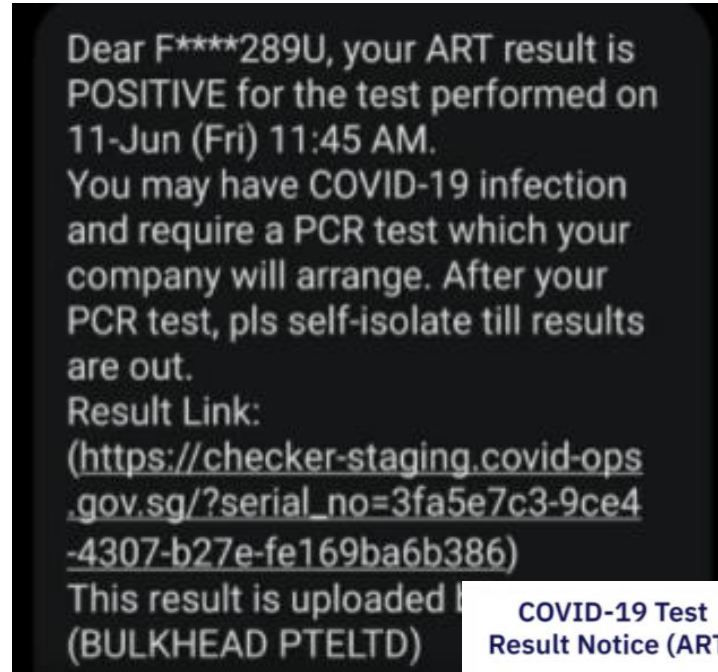 Dear F****289U, your ART result is
POSITIVE for the test performed on
11-Jun (Fri) 11:45 AM.
You may have COVID-19 infection
and require a PCR test which your
company will arrange. After your
PCR test, pls self-isolate till results
are out.
Result Link:
(https://checker-staging.covid-ops
.gov.sg/?serial_no=3fa5e7c3-9ce4
-4307-b27e-fe169ba6b386)
This result is uploaded
(BULKHEAD PTELTD)
COVID-19 Test
Result Notice (ART